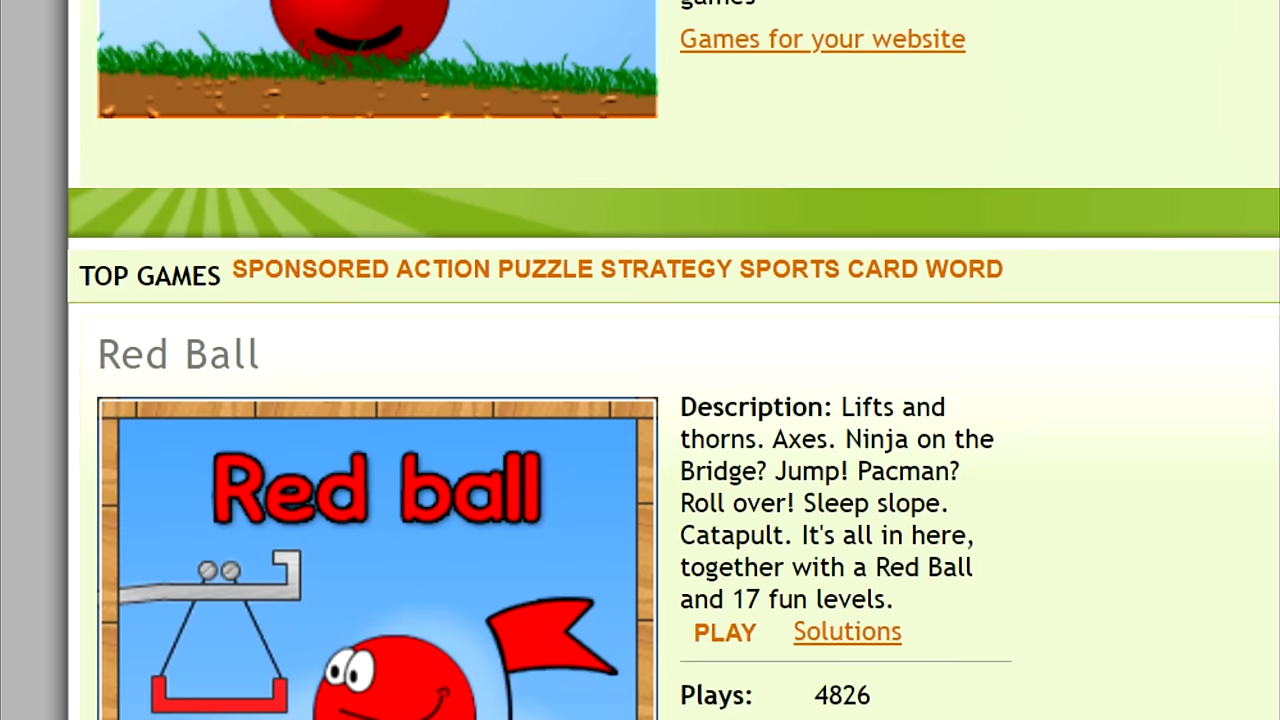 games
Games for your website
TOP GAMES SPONSORED ACTION PUZZLE STRATEGY SPORTS CARD WORD
Red Ball
Red ball
Description: Lifts and
thorns. Axes. Ninja on the
Bridge? Jump! Pacman?
Roll over! Sleep slope.
Catapult. It's all in here,
together with a Red Ball
and 17 fun levels.
PLAY Solutions
Plays: 4826